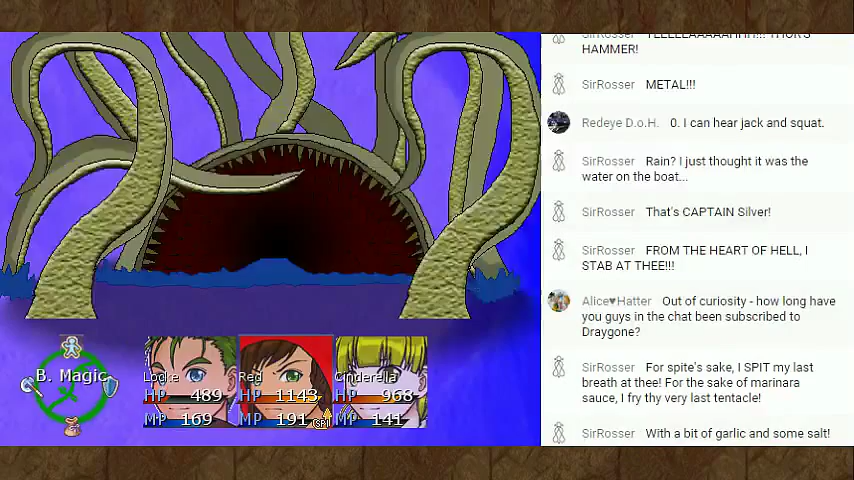 SirRosser YEEEEAAAAAHH!!! THOR'S
HAMMER!
SirRosser METAL!!!
Redeye D.o.H. 0. I can hear jack and squat.
SirRosser Rain? I just thought it was the
water on the boat...
SirRosser That's CAPTAIN Silver!
SirRosser FROM THE HEART OF HELL, I
STAB AT THEE!!!
Alice♥Hatter Out of curiosity - how long have
you guys in the chat been subscribed to
Draygone?
SirRosser For spite's sake, I SPIT my last
breath at thee! For the sake of marinara
sauce, I fry thy very last tentacle!
SirRosser With a bit of garlic and some salt!
B. Magic
Locke Red Cinderella
HP 489 HP 1143 HP 968
MP 169 MP 191 MP 141
SPI